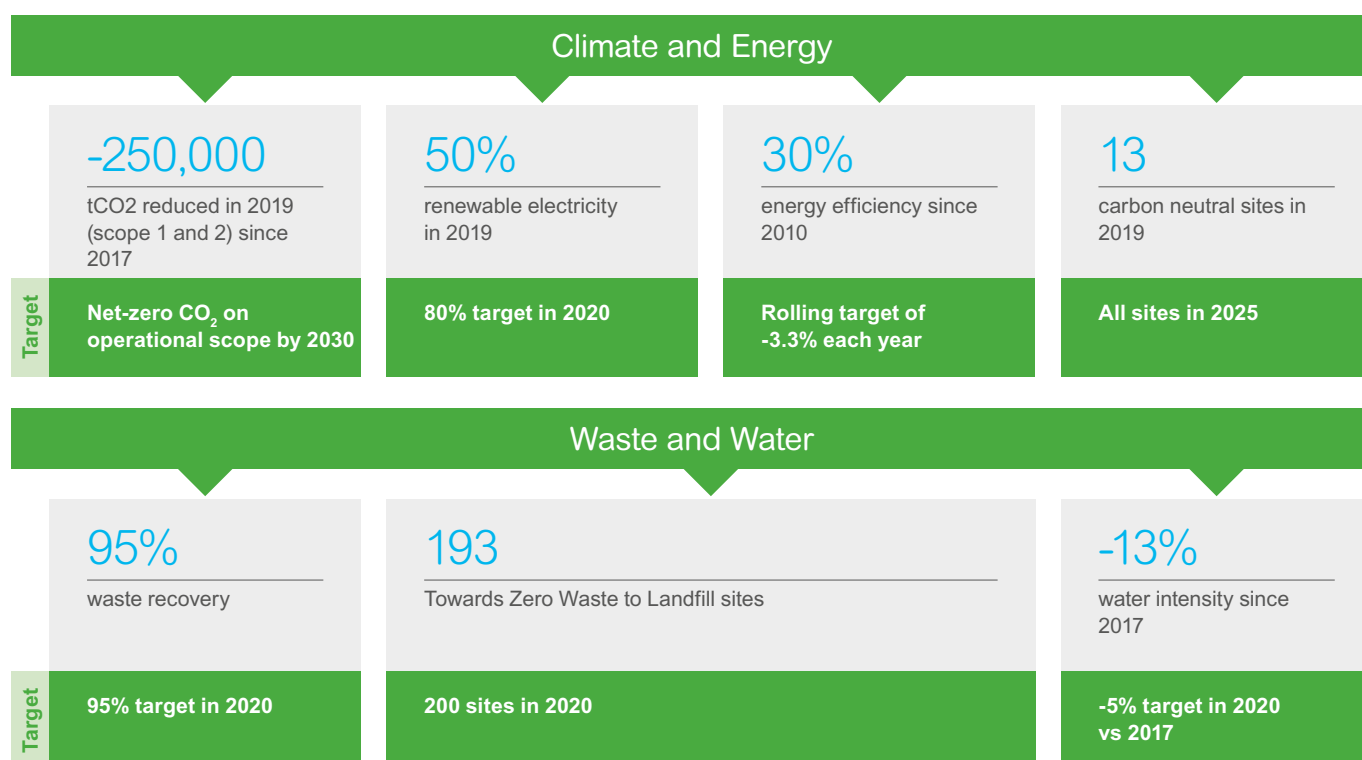 Climate and Energy
-250,000
tCO2 reduced in 2019
(scope 1 and 2) since
2017
50%
renewable electricity
in 2019
30%
energy efficiency since
2010
13
carbon neutral sites in
2019
Target
Net-zero CO2 on
operational scope by 2030
80% target in 2020
Rolling target of
-3.3% each year
All sites in 2025
Waste and Water
95%
waste recovery
193
Towards Zero Waste to Landfill sites
-13%
water intensity since
2017
Target
95% target in 2020
200 sites in 2020
-5% target in 2020
vs 2017